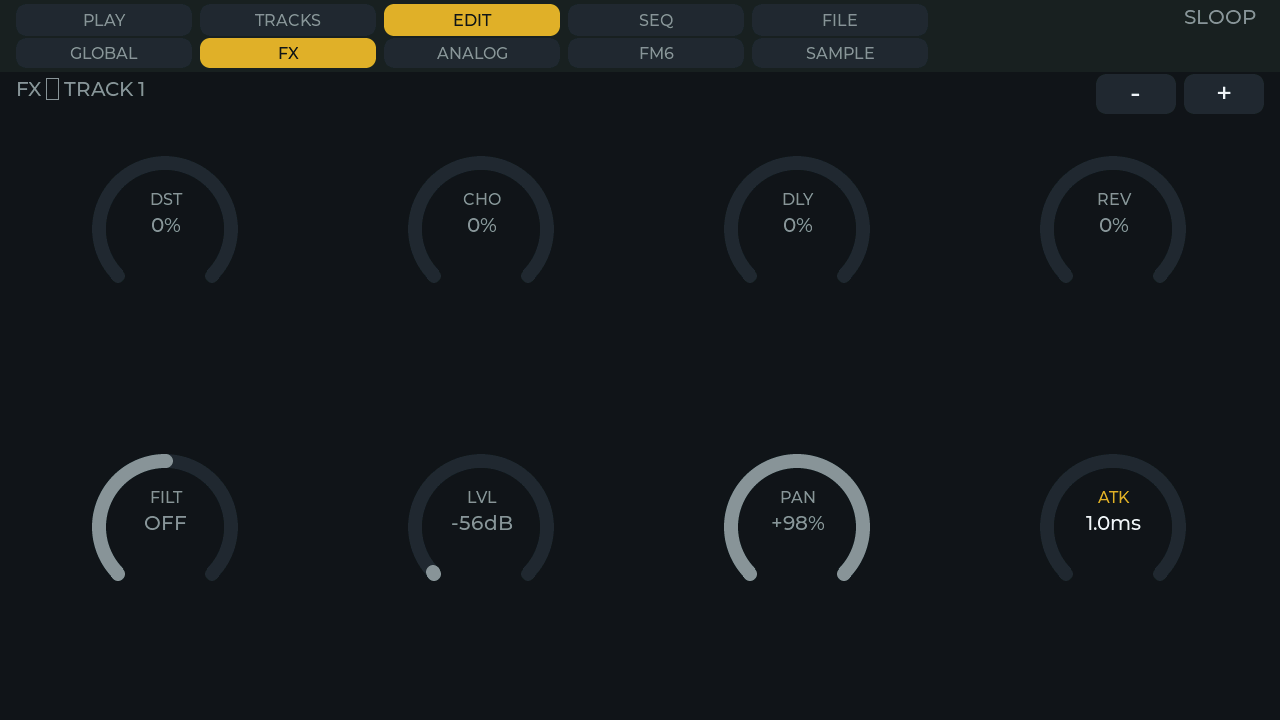 PLAY TRACKS EDIT SEQ FILE SLOOP
GLOBAL FX ANALOG FM6 SAMPLE
FX □ TRACK 1 - +
DST CHO DLY REV
0% 0% 0% 0%
FILT LVL PAN ATK
OFF -56dB +98% 1.0ms